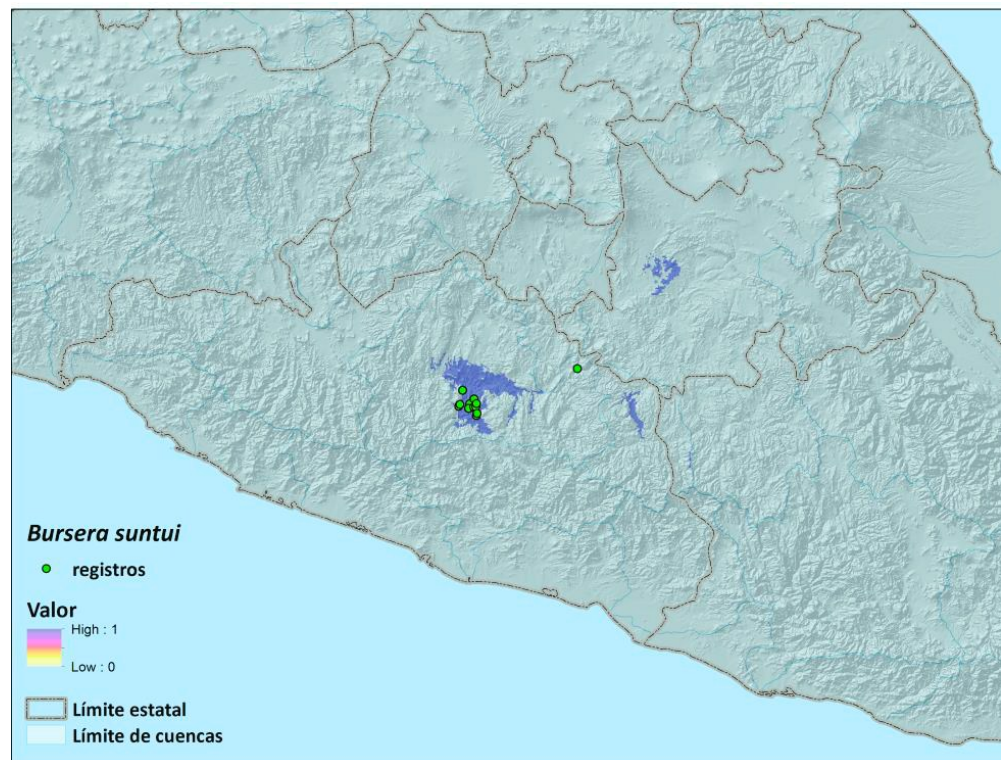 Bursera suntui
registros
Valor
High : 1
Low : 0
Límite estatal
Límite de cuencas